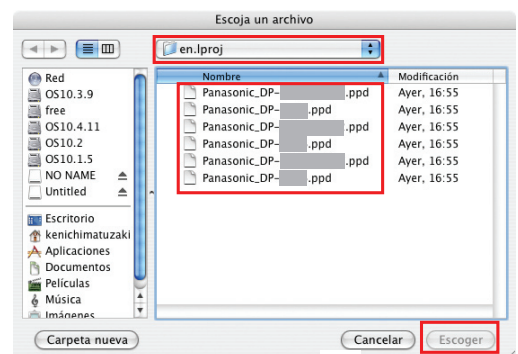 Escoja un archivo
en.lproj
Red
OS10.3.9
free
OS10.4.11
OS10.2
OS10.1.5
NO NAME
Untitled
Escritorio
kenichimatuzaki
Aplicaciones
Documentos
Películas
Música
Imágenes
Nombre Modificación
Panasonic_DP- .ppd Ayer, 16:55
Panasonic_DP- .ppd Ayer, 16:55
Panasonic_DP- .ppd Ayer, 16:55
Panasonic_DP- .ppd Ayer, 16:55
Panasonic_DP- .ppd Ayer, 16:55
Panasonic_DP- .ppd Ayer, 16:55
Carpeta nueva Cancelar Escoger